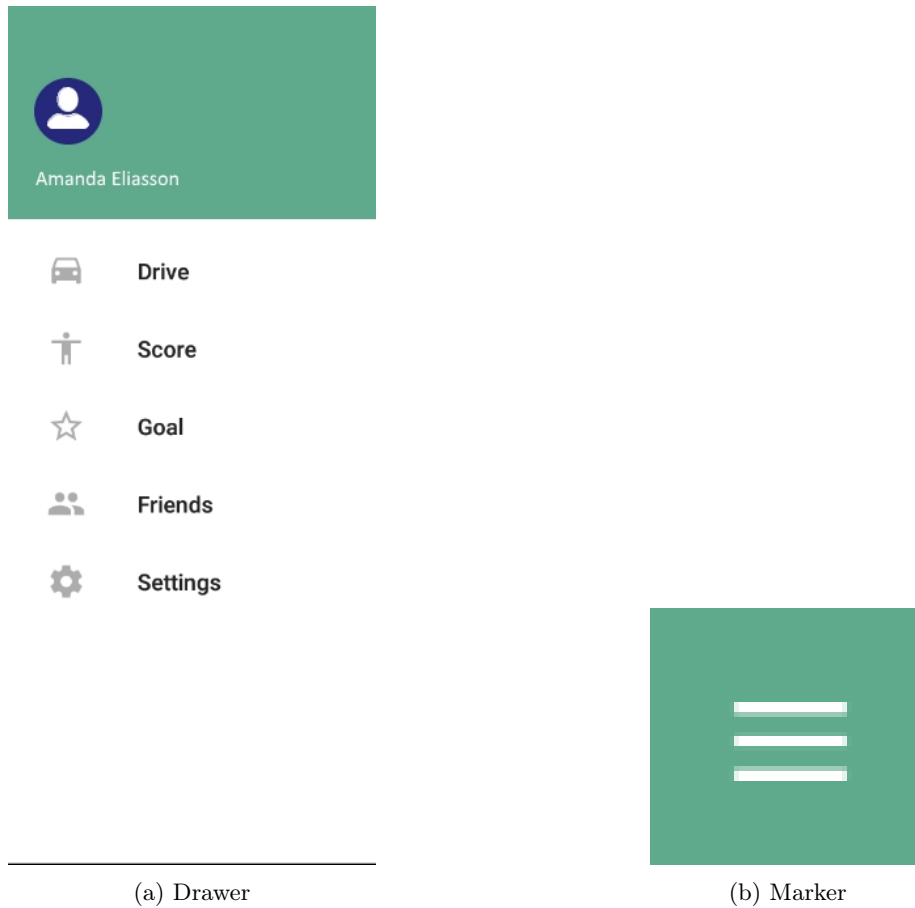 Amanda Eliasson
Drive
Score
Goal
Friends
Settings
(a) Drawer
(b) Marker